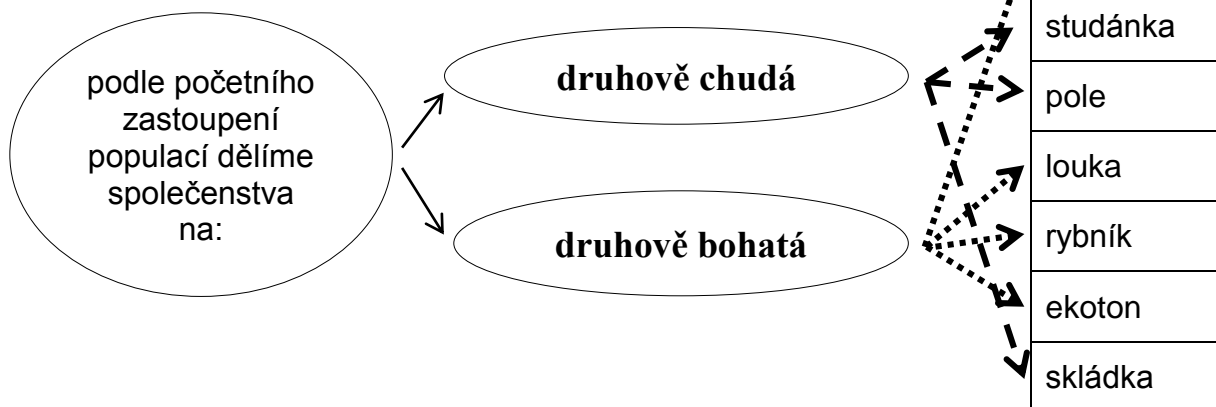 podle početního
zastoupení
populací dělíme
společenstva
na:
druhově chudá
druhově bohatá
studánka
pole
louka
rybník
ekoton
skládka